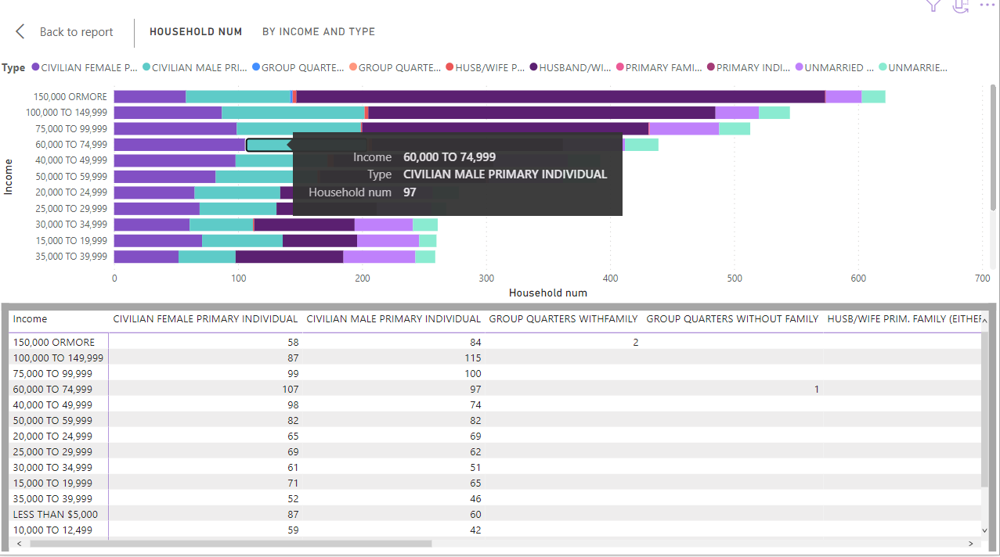 Back to report HOUSEHOLD NUM BY INCOME AND TYPE
Type CIVILIAN FEMALE P... CIVILIAN MALE PRI... GROUP QUARTE... GROUP QUARTE... HUSB/WIFE P... HUSBAND/WI... PRIMARY FAMI... PRIMARY INDI... UNMARRIED ... UNMARRIE...
150,000 ORMORE
100,000 TO 149,999
75,000 TO 99,999
60,000 TO 74,999
40,000 TO 49,999
50,000 TO 59,999
20,000 TO 24,999
25,000 TO 29,999
30,000 TO 34,999
15,000 TO 19,999
35,000 TO 39,999
Income
Income 60,000 TO 74,999
Type CIVILIAN MALE PRIMARY INDIVIDUAL
Household num 97
0 100 200 300 400 500 600 700
Household num
Income CIVILIAN FEMALE PRIMARY INDIVIDUAL CIVILIAN MALE PRIMARY INDIVIDUAL GROUP QUARTERS WITHFAMILY GROUP QUARTERS WITHOUT FAMILY HUSB/WIFE PRIM. FAMILY (EITHER
150,000 ORMORE 58 84 2
100,000 TO 149,999 87 115
75,000 TO 99,999 99 100
60,000 TO 74,999 107 97 1
40,000 TO 49,999 98 74
50,000 TO 59,999 82 82
20,000 TO 24,999 65 69
25,000 TO 29,999 69 62
30,000 TO 34,999 61 51
15,000 TO 19,999 71 65
35,000 TO 39,999 52 46
LESS THAN $5,000 87 60
10,000 TO 12,499 59 42